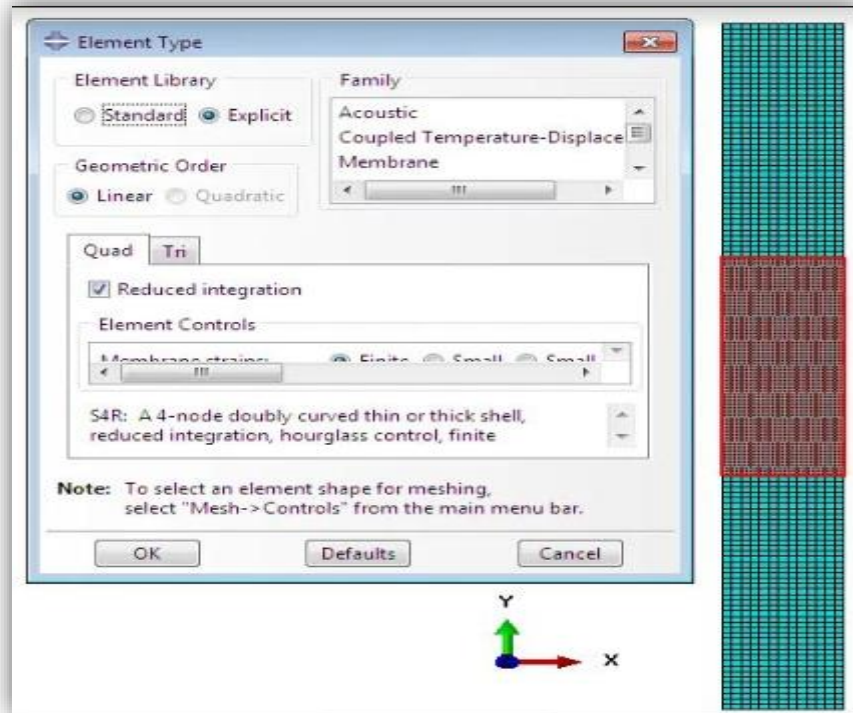 Element Type
Element Library
Standard Explicit
Family
Acoustic
Coupled Temperature-Displace
Membrane
Geometric Order
Linear Quadratic
Quad Tri
Reduced integration
Element Controls
Membrane strains: Finite Small Small
S4R: A 4-node doubly curved thin or thick shell,
reduced integration, hourglass control, finite
Note: To select an element shape for meshing,
select "Mesh->Controls" from the main menu bar.
OK Defaults Cancel
Y
X